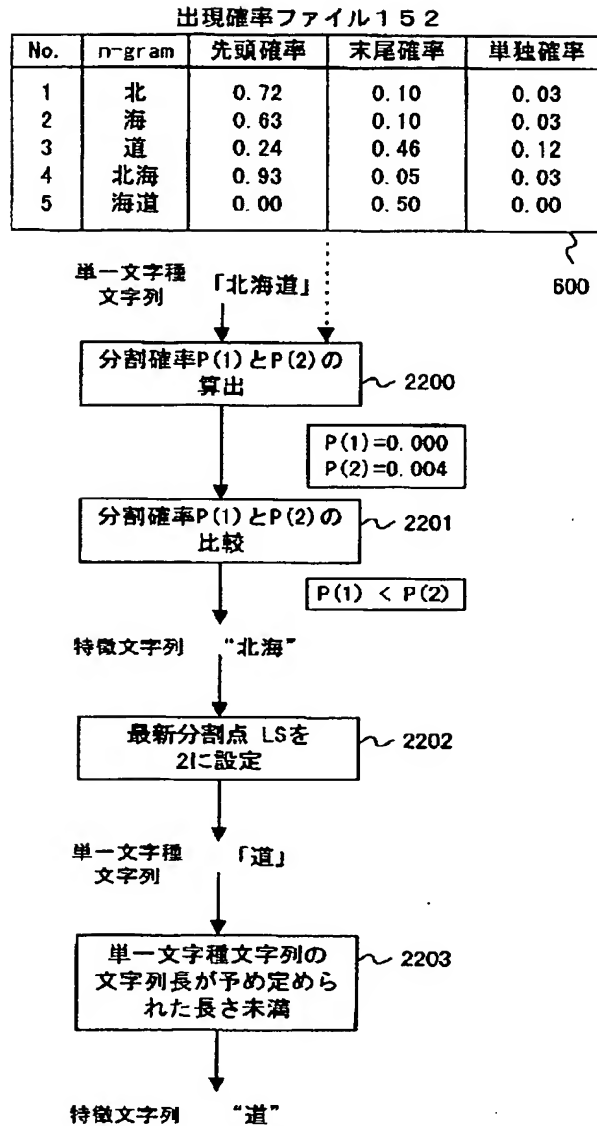 出現確率ファイル152
No. n-gram 先頭確率 末尾確率 単独確率
1 北 0.72 0.10 0.03
2 海 0.63 0.10 0.03
3 道 0.24 0.46 0.12
4 北海 0.93 0.05 0.03
5 海道 0.00 0.50 0.00
600
単一文字種
文字列 「北海道」
分割確率P(1)とP(2)の
算出
2200
P(1)=0.000
P(2)=0.004
分割確率P(1)とP(2)の
比較
2201
P(1) < P(2)
特徴文字列 “北海”
最新分割点 LSを
2に設定
2202
単一文字種
文字列 「道」
単一文字種文字列の
文字列長が予め定めら
れた長さ未満
2203
特徴文字列 “道”